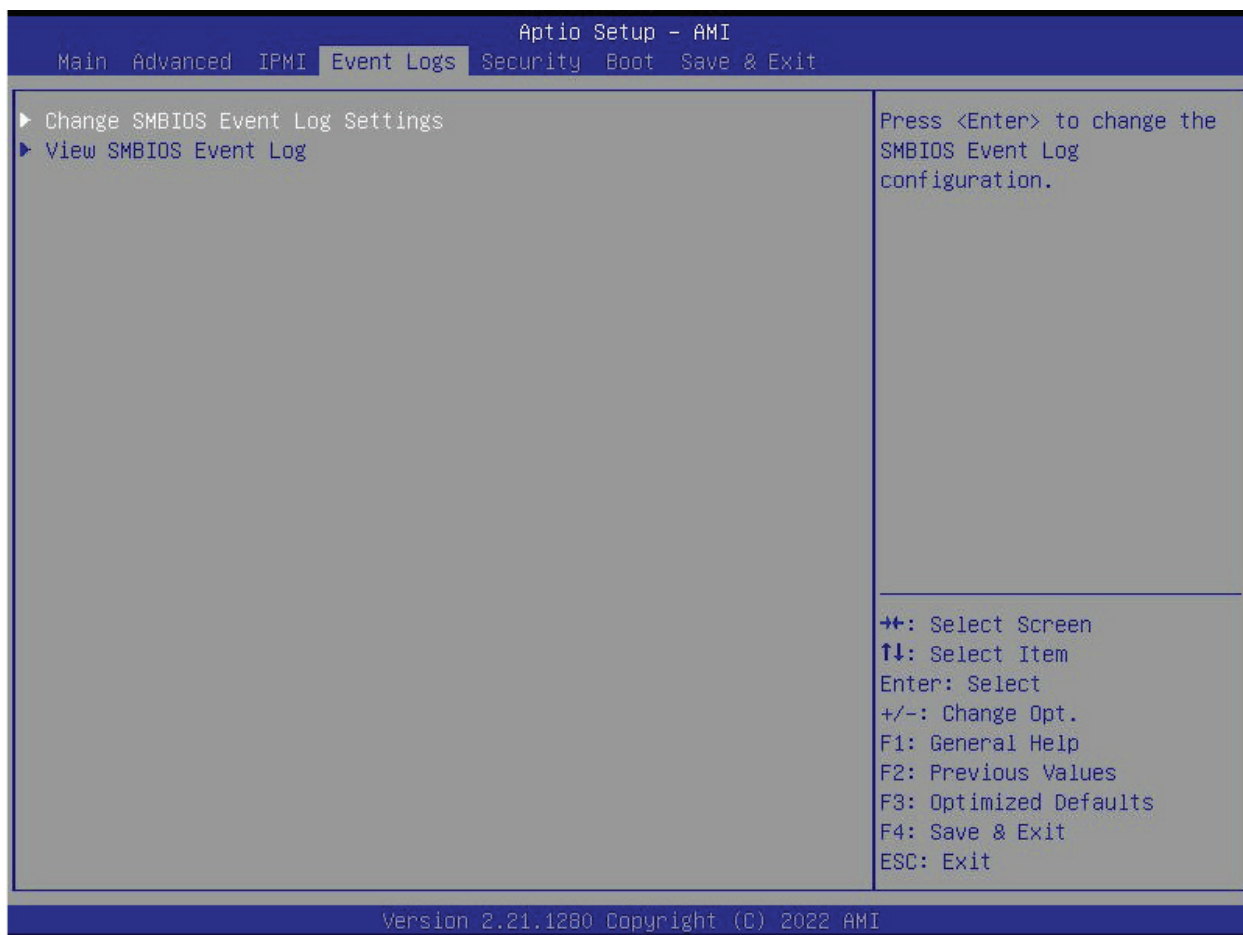 Aptio Setup – AMI
Main Advanced IPMI Event Logs Security Boot Save & Exit
▶ Change SMBIOS Event Log Settings
▶ View SMBIOS Event Log
Press <Enter> to change the
SMBIOS Event Log
configuration.
→←: Select Screen
↑↓: Select Item
Enter: Select
+/-: Change Opt.
F1: General Help
F2: Previous Values
F3: Optimized Defaults
F4: Save & Exit
ESC: Exit
Version 2.21.1280 Copyright (C) 2022 AMI